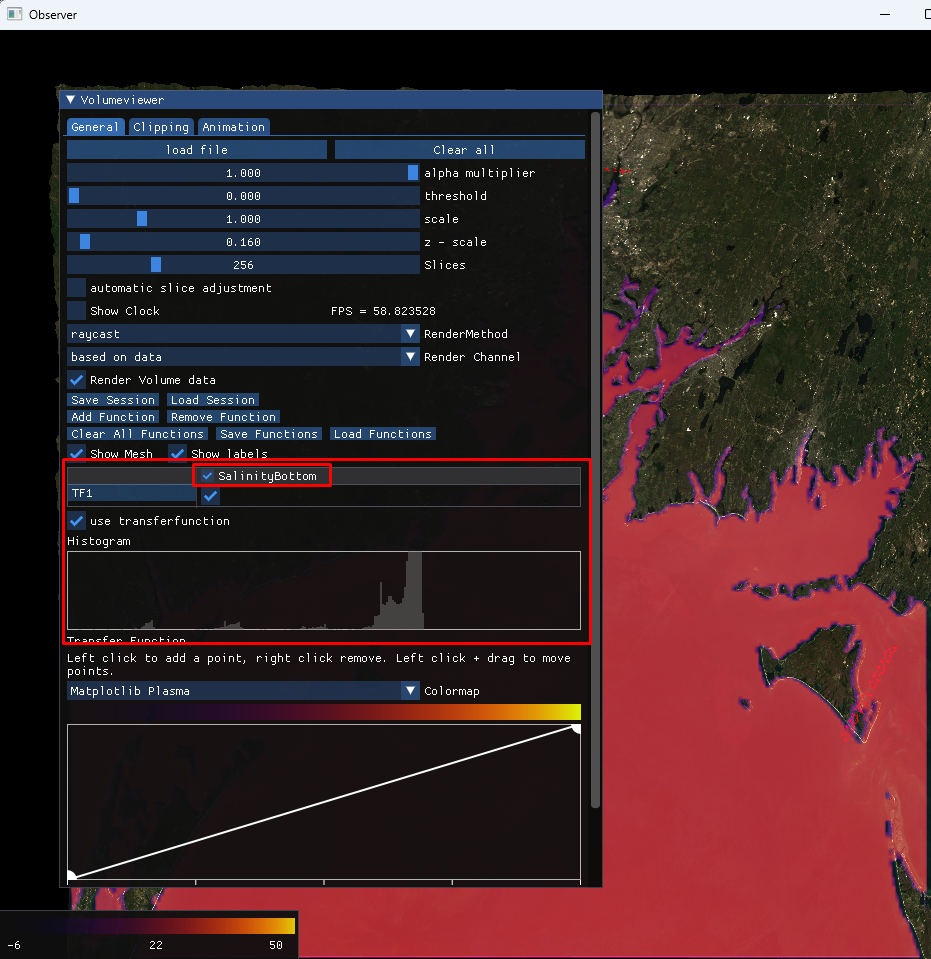 Observer
▼ Volumeviewer
General Clipping Animation
load file Clear all
1.000 alpha multiplier
0.000 threshold
1.000 scale
0.160 z - scale
256 Slices
automatic slice adjustment
Show Clock FPS = 58.823528
raycast RenderMethod
based on data Render Channel
Render Volume data
Save Session Load Session
Add Function Remove Function
Clear All Functions Save Functions Load Functions
Show Mesh Show labels
SalinityBottom
TF1
use transferfunction
Histogram
Transfer Function
Left click to add a point, right click remove. Left click + drag to move
points.
Matplotlib Plasma Colormap
-6 22 50